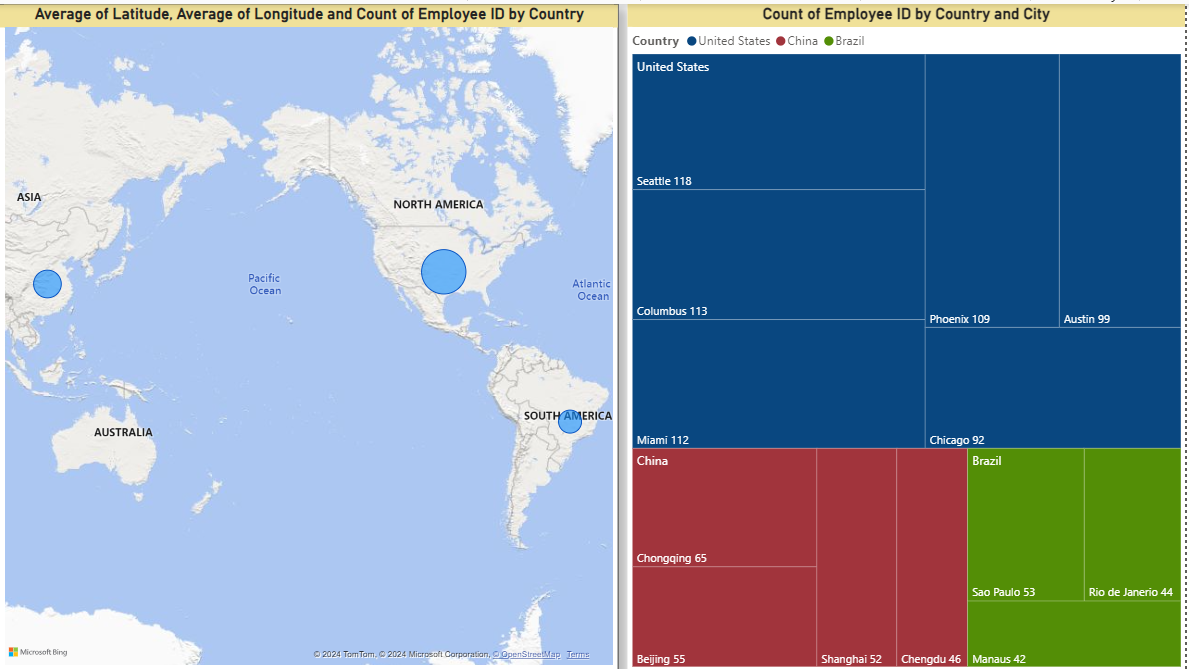 Average of Latitude, Average of Longitude and Count of Employee ID by Country
ASIA
NORTH AMERICA
Pacific
Ocean
Atlantic
Ocean
SOUTH AMERICA
AUSTRALIA
Microsoft Bing
© 2024 TomTom, © 2024 Microsoft Corporation, © OpenStreetMap Terms
Count of Employee ID by Country and City
Country United States China Brazil
United States
Seattle 118
Columbus 113
Phoenix 109
Austin 99
Miami 112
Chicago 92
China
Brazil
Chongqing 65
Sao Paulo 53
Rio de Janerio 44
Beijing 55
Shanghai 52
Chengdu 46
Manaus 42